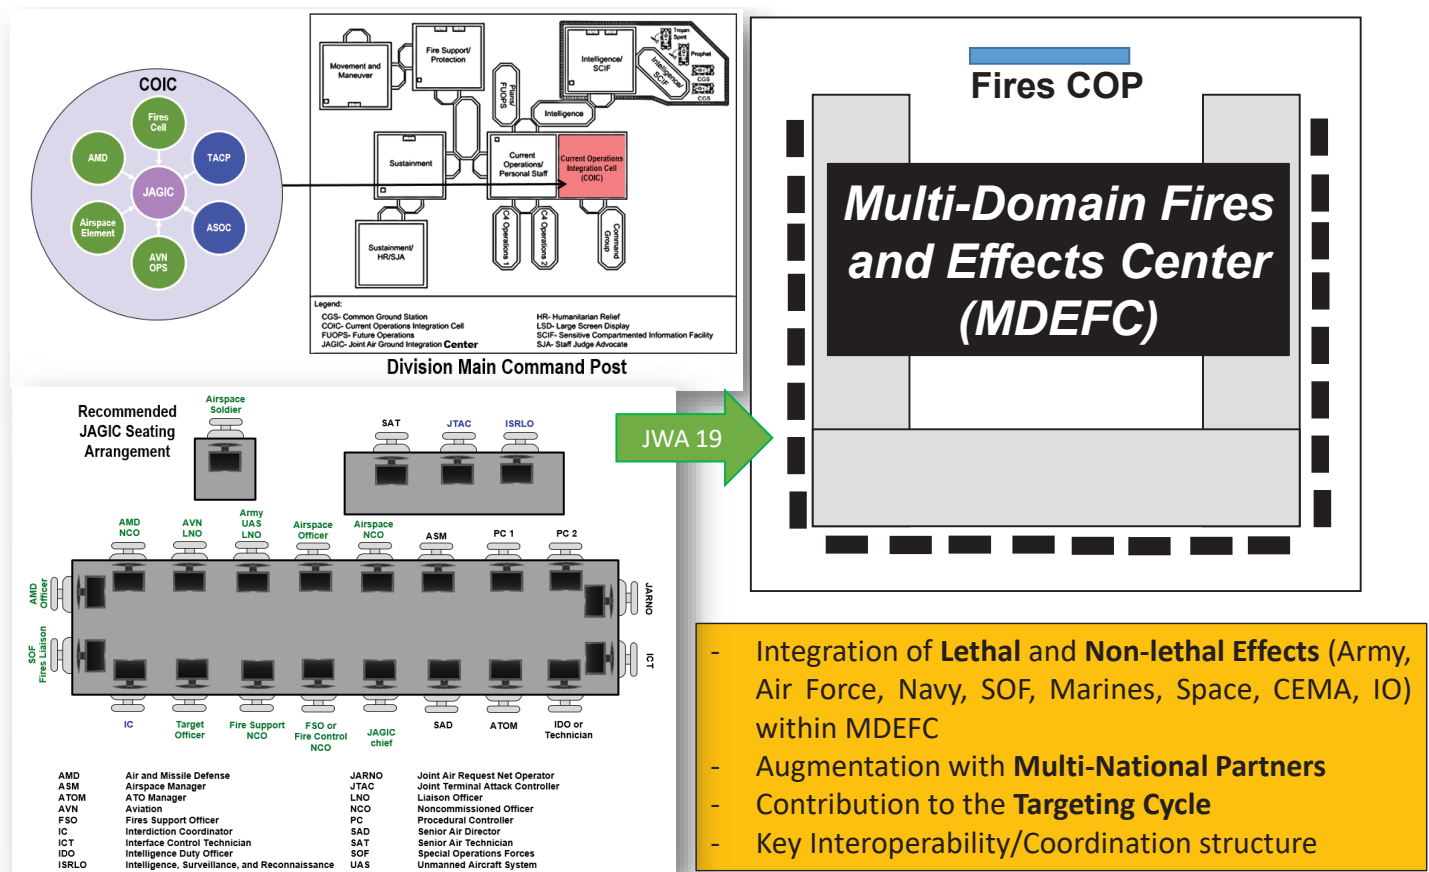 COIC
Fires
Cell
AMD
TACP
JAGIC
Airspace
Element
ASOC
AVN
OPS
Movement and
Maneuver
Fire Support/
Protection
Plans/
FUOPS
Intelligence/
SCIF
Intelligence/
SCIF
Trojan
Spirit
Prophet
CGS
CGS
Intelligence
Sustainment
Current
Operations/
Personal Staff
Current Operations
Integration Cell
(COIC)
Sustainment/
HR/SJA
C4 Operations 1
C4 Operations 2
Command
Group
Legend:
CGS- Common Ground Station
COIC- Current Operations Integration Cell
FUOPS- Future Operations
JAGIC- Joint Air Ground Integration Center
HR- Humanitarian Relief
LSD- Large Screen Display
SCIF- Sensitive Compartmented Information Facility
SJA- Staff Judge Advocate
Division Main Command Post
Recommended
JAGIC Seating
Arrangement
Airspace
Soldier
SAT
JTAC
ISRLO
AMD
NCO
AVN
LNO
Army
UAS
LNO
Airspace
Officer
Airspace
NCO
ASM
PC 1
PC 2
AMD
Officer
SOF
Fires Liaison
JARNO
ICT
IC
Target
Officer
Fire Support
NCO
FSO or
Fire Control
NCO
JAGIC
chief
SAD
ATOM
IDO or
Technician
AMD Air and Missile Defense
ASM Airspace Manager
ATOM ATO Manager
AVN Aviation
FSO Fires Support Officer
IC Interdiction Coordinator
ICT Interface Control Technician
IDO Intelligence Duty Officer
ISRLO Intelligence, Surveillance, and Reconnaissance
JARNO Joint Air Request Net Operator
JTAC Joint Terminal Attack Controller
LNO Liaison Officer
NCO Noncommissioned Officer
PC Procedural Controller
SAD Senior Air Director
SAT Senior Air Technician
SOF Special Operations Forces
UAS Unmanned Aircraft System
JWA 19
Fires COP
Multi-Domain Fires
and Effects Center
(MDEFC)
- Integration of Lethal and Non-lethal Effects (Army,
Air Force, Navy, SOF, Marines, Space, CEMA, IO)
within MDEFC
- Augmentation with Multi-National Partners
- Contribution to the Targeting Cycle
- Key Interoperability/Coordination structure